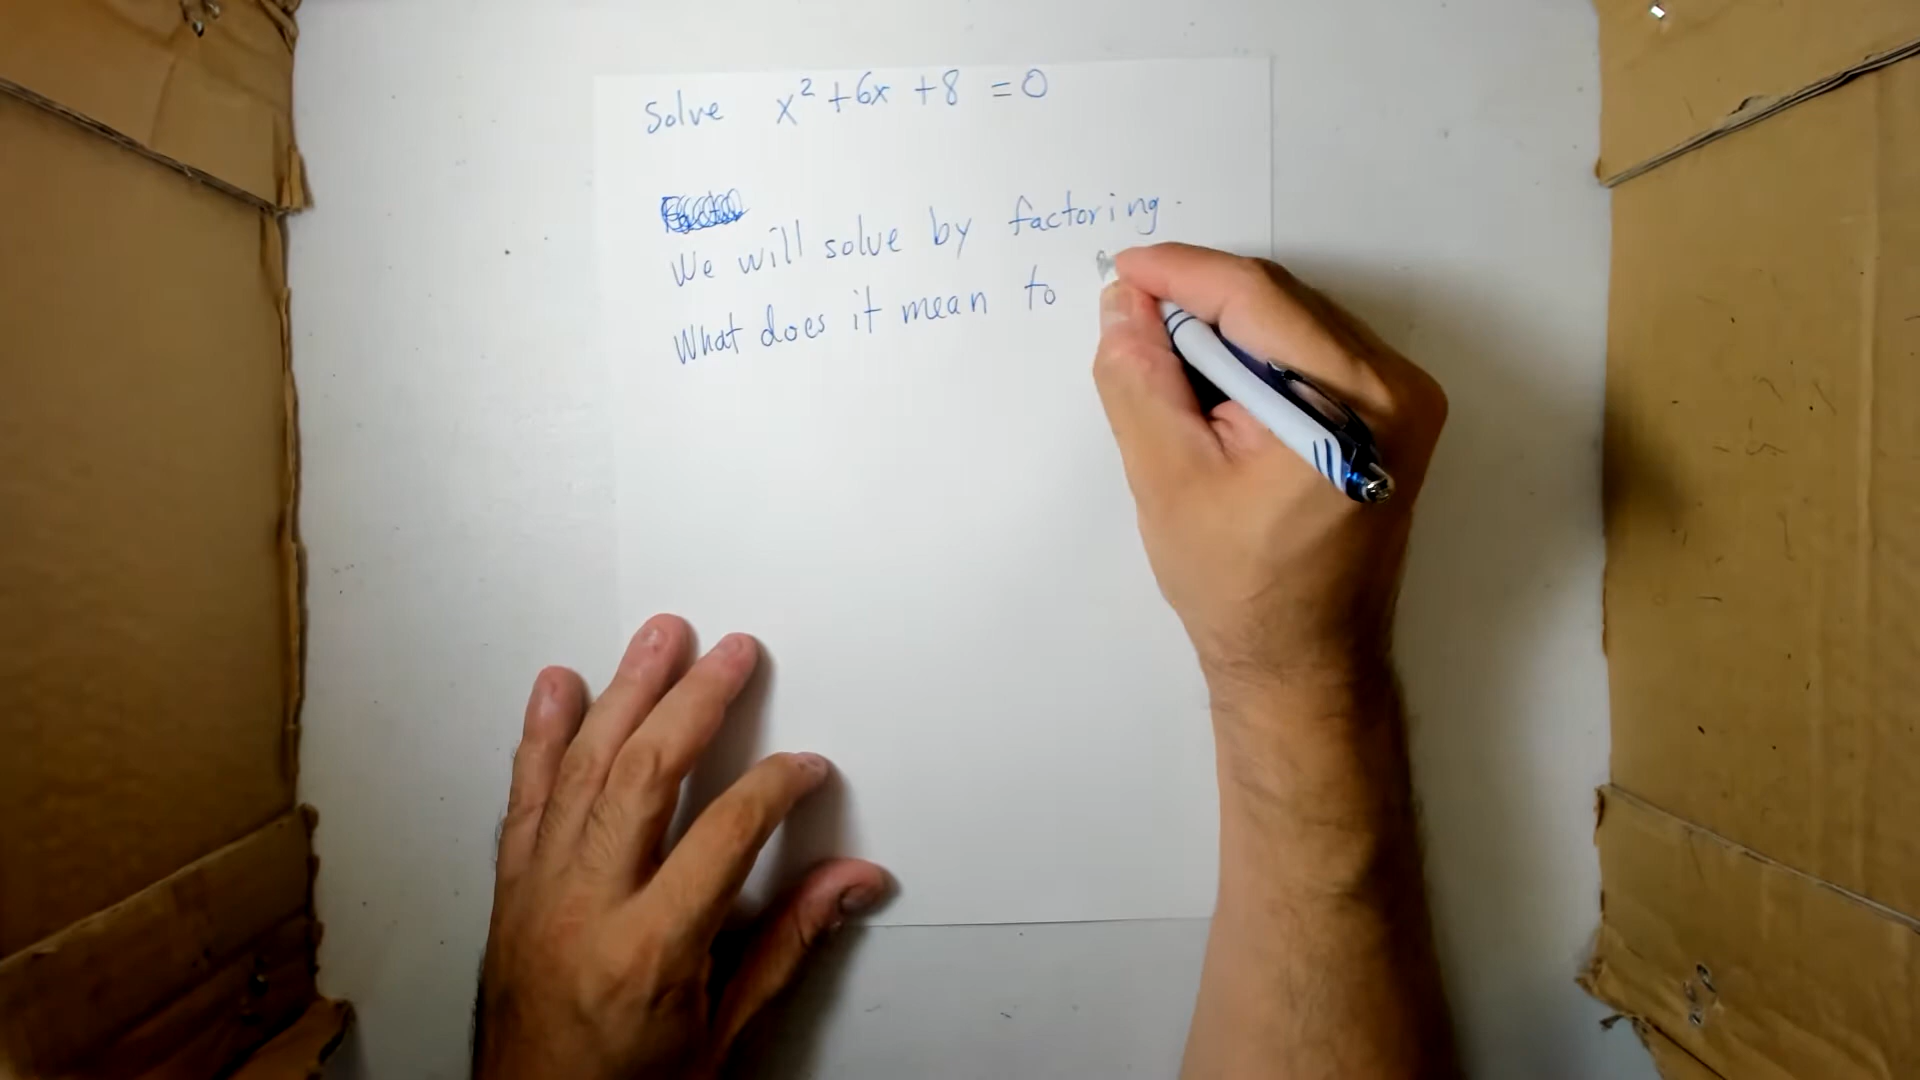 Solve x² + 6x + 8 = 0
We will solve by factoring.
What does it mean to